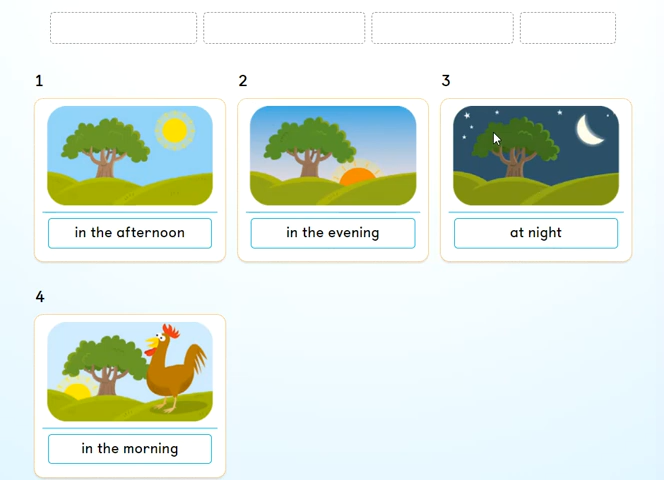 1
2
3
in the afternoon
in the evening
at night
4
in the morning